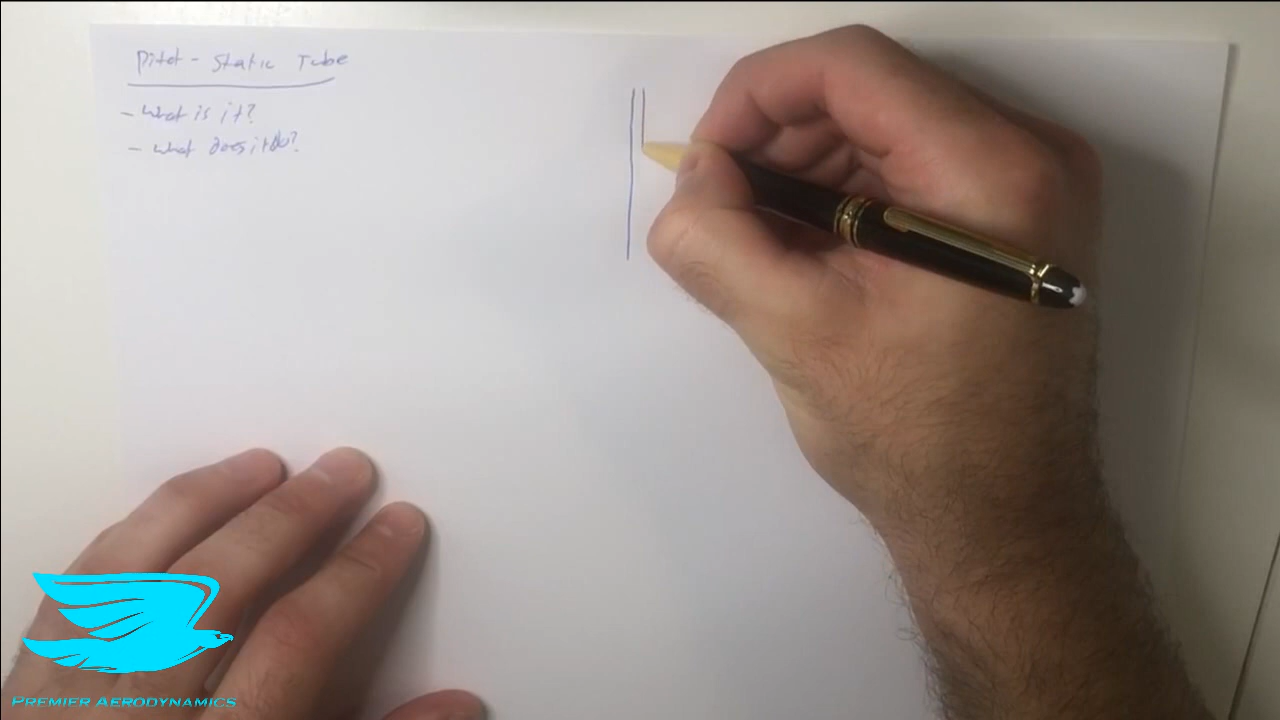 Pitot - Static Tube
- What is it?
- What does it do?
PREMIER AERODYNAMICS